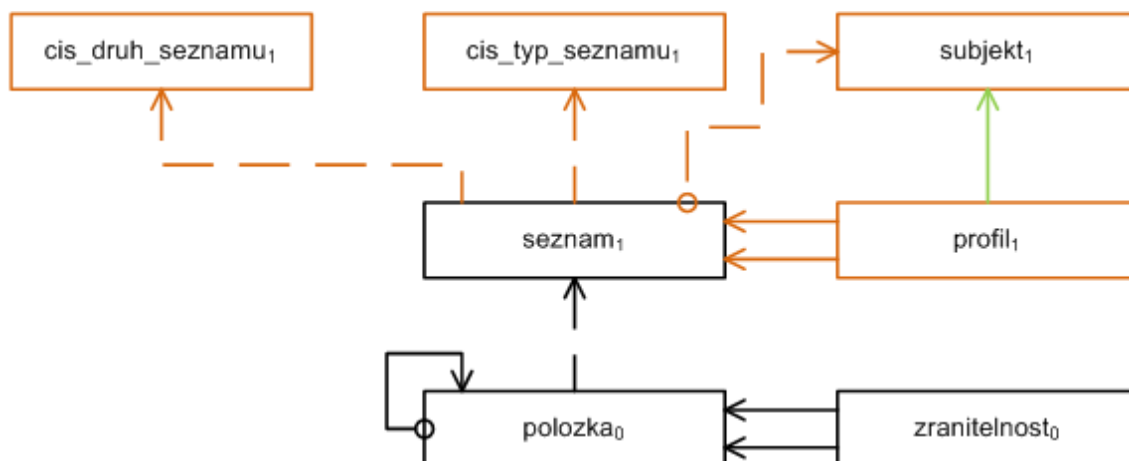 cis_druh_seznamu₁
cis_typ_seznamu₁
subjekt₁
seznam₁
profil₁
polozka₀
zranitelnost₀